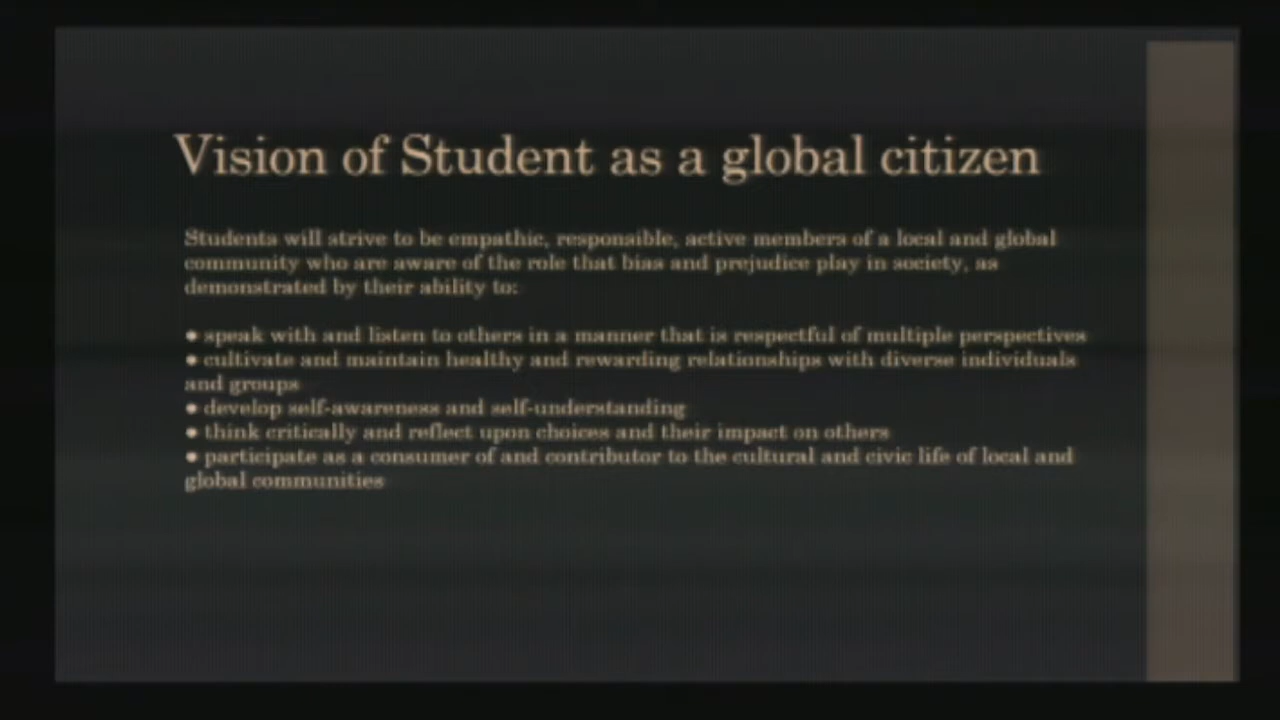 Vision of Student as a global citizen
Students will strive to be empathic, responsible, active members of a local and global
community who are aware of the role that bias and prejudice play in society, as
demonstrated by their ability to:
● speak with and listen to others in a manner that is respectful of multiple perspectives
● cultivate and maintain healthy and rewarding relationships with diverse individuals
and groups
● develop self-awareness and self-understanding
● think critically and reflect upon choices and their impact on others
● participate as a consumer of and contributor to the cultural and civic life of local and
global communities